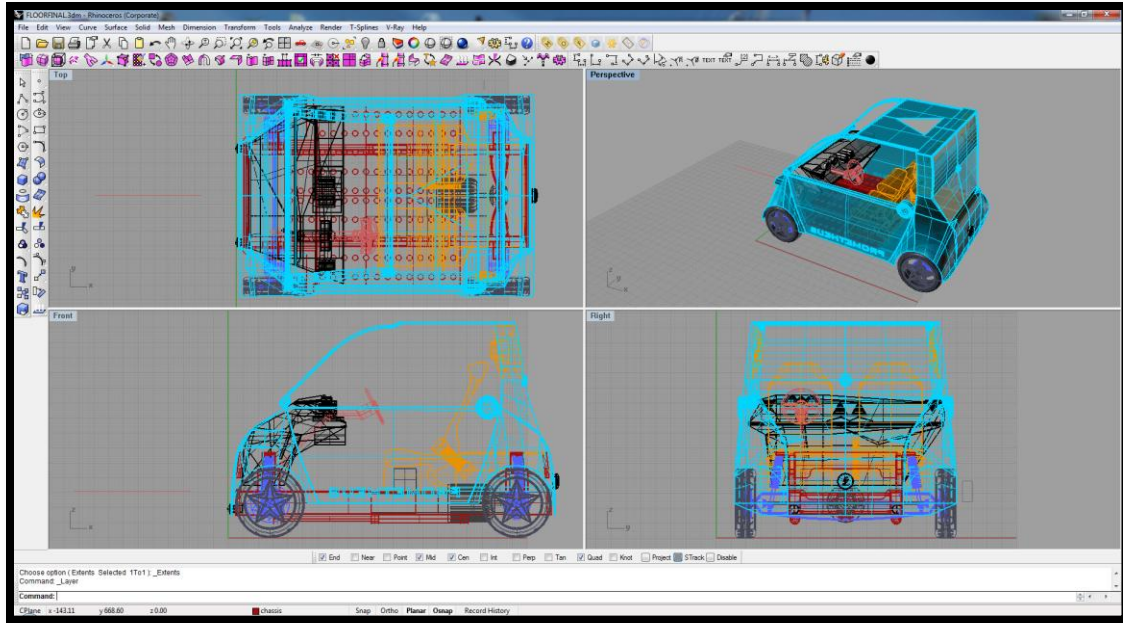 FLOORFINAL.3dm - Rhinoceros (Corporate)
File Edit View Curve Surface Solid Mesh Dimension Transform Tools Analyze Render T-Splines V-Ray Help
TEXT TEXT
Top
Perspective
y
x
z
y
x
PROMETHEUS
Front
Right
z
x
z
y
End Near Point Mid Cen Int Perp Tan Quad Knot Project STrack Disable
Choose option ( Extents Selected 1To1 ): _Extents
Command: _Layer
Command:
CPlane x -143.11 y 668.60 z 0.00 chassis Snap Ortho Planar Osnap Record History